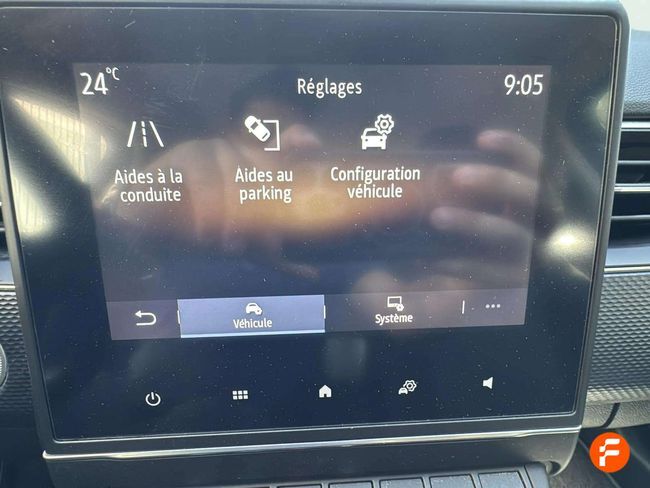 24°C
Réglages
9:05
Aides à la
conduite
Aides au
parking
Configuration
véhicule
Véhicule
Système